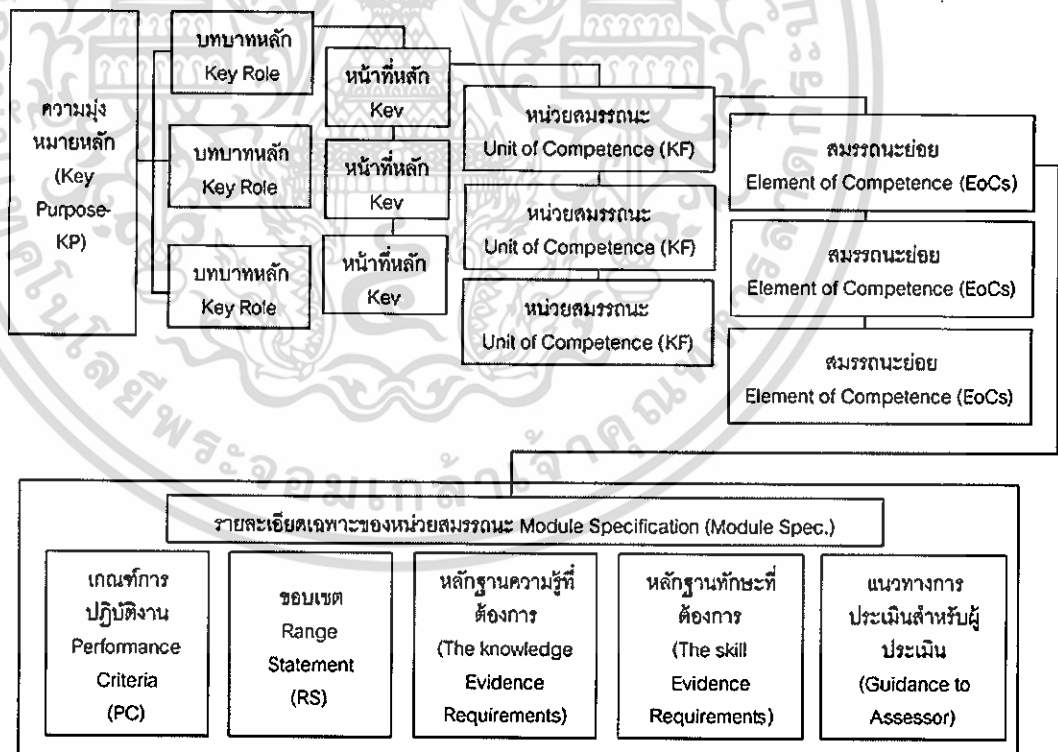 ความมุ่ง
หมายหลัก
(Key
Purpose-
KP)
บทบาทหลัก
Key Role
บทบาทหลัก
Key Role
บทบาทหลัก
Key Role
หน้าที่หลัก
Key
หน้าที่หลัก
Key
หน้าที่หลัก
Key
หน่วยสมรรถนะ
Unit of Competence (KF)
หน่วยสมรรถนะ
Unit of Competence (KF)
หน่วยสมรรถนะ
Unit of Competence (KF)
สมรรถนะย่อย
Element of Competence (EoCs)
สมรรถนะย่อย
Element of Competence (EoCs)
สมรรถนะย่อย
Element of Competence (EoCs)
รายละเอียดเฉพาะของหน่วยสมรรถนะ Module Specification (Module Spec.)
เกณฑ์การ
ปฏิบัติงาน
Performance
Criteria
(PC)
ขอบเขต
Range
Statement
(RS)
หลักฐานความรู้ที่
ต้องการ
(The knowledge
Evidence
Requirements)
หลักฐานทักษะที่
ต้องการ
(The skill
Evidence
Requirements)
แนวทางการ
ประเมินสำหรับผู้
ประเมิน
(Guidance to
Assessor)